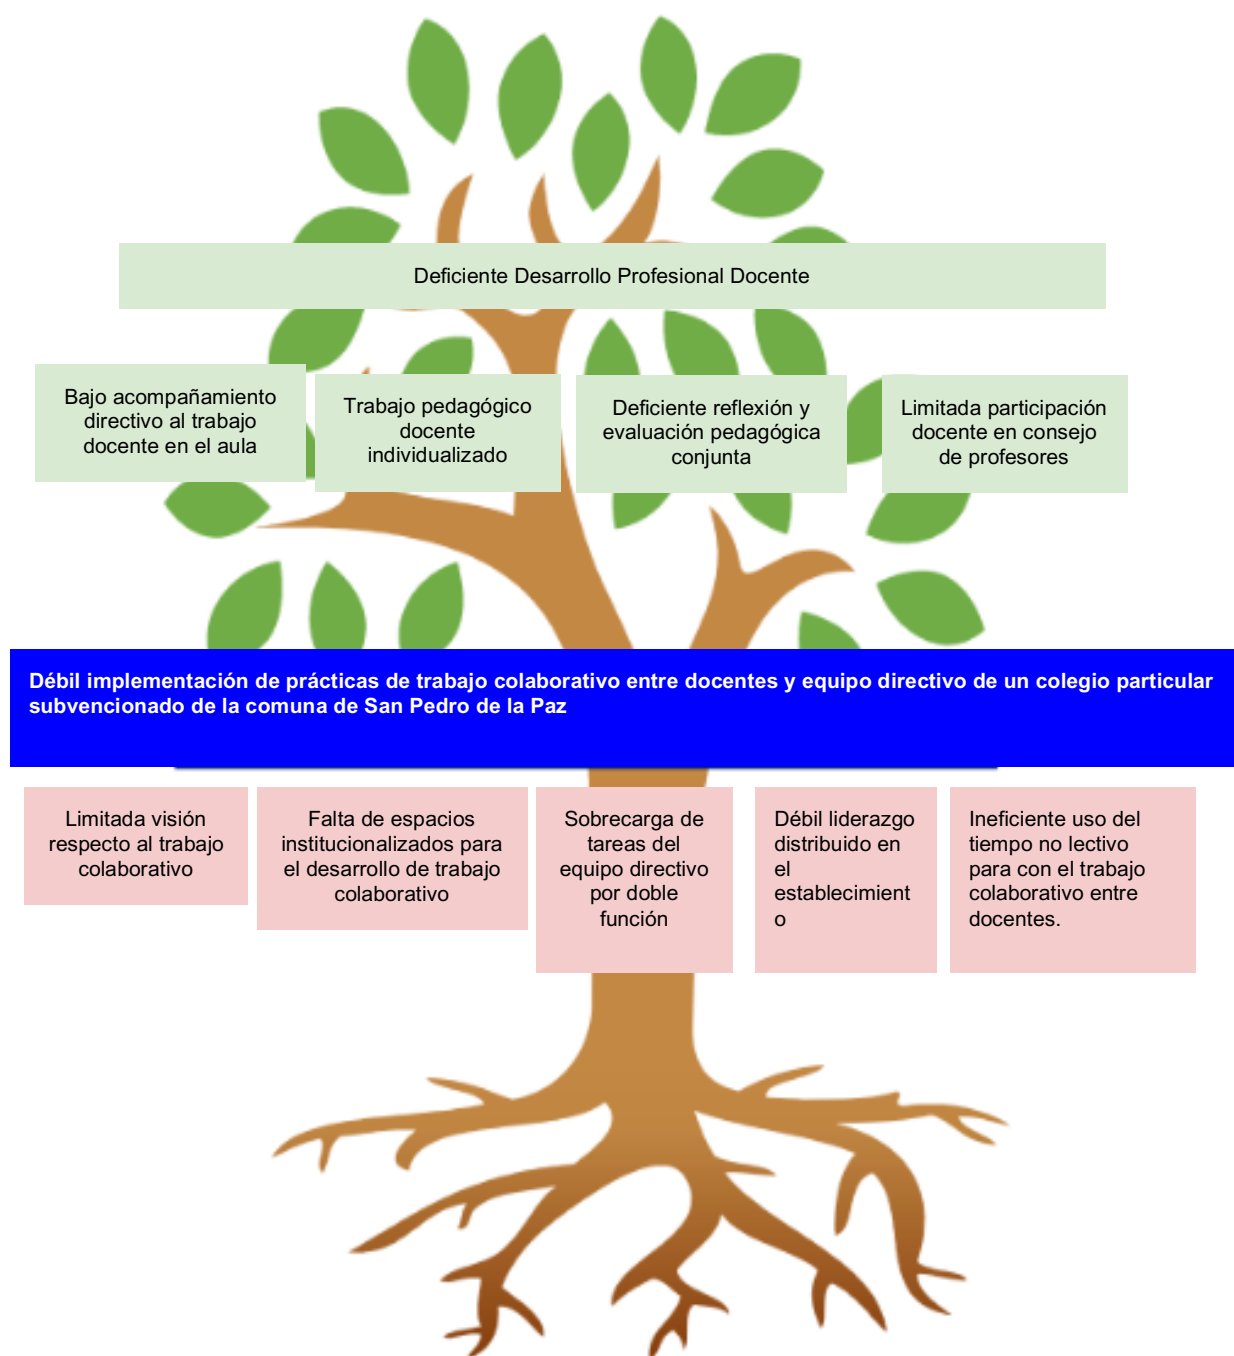 Deficiente Desarrollo Profesional Docente
Bajo acompañamiento
directivo al trabajo
docente en el aula
Trabajo pedagógico
docente
individualizado
Deficiente reflexión y
evaluación pedagógica
conjunta
Limitada participación
docente en consejo
de profesores
Débil implementación de prácticas de trabajo colaborativo entre docentes y equipo directivo de un colegio particular
subvencionado de la comuna de San Pedro de la Paz
Limitada visión
respecto al trabajo
colaborativo
Falta de espacios
institucionalizados para
el desarrollo de trabajo
colaborativo
Sobrecarga de
tareas del
equipo directivo
por doble
función
Débil liderazgo
distribuido en
el
establecimient
o
Ineficiente uso del
tiempo no lectivo
para con el trabajo
colaborativo entre
docentes.